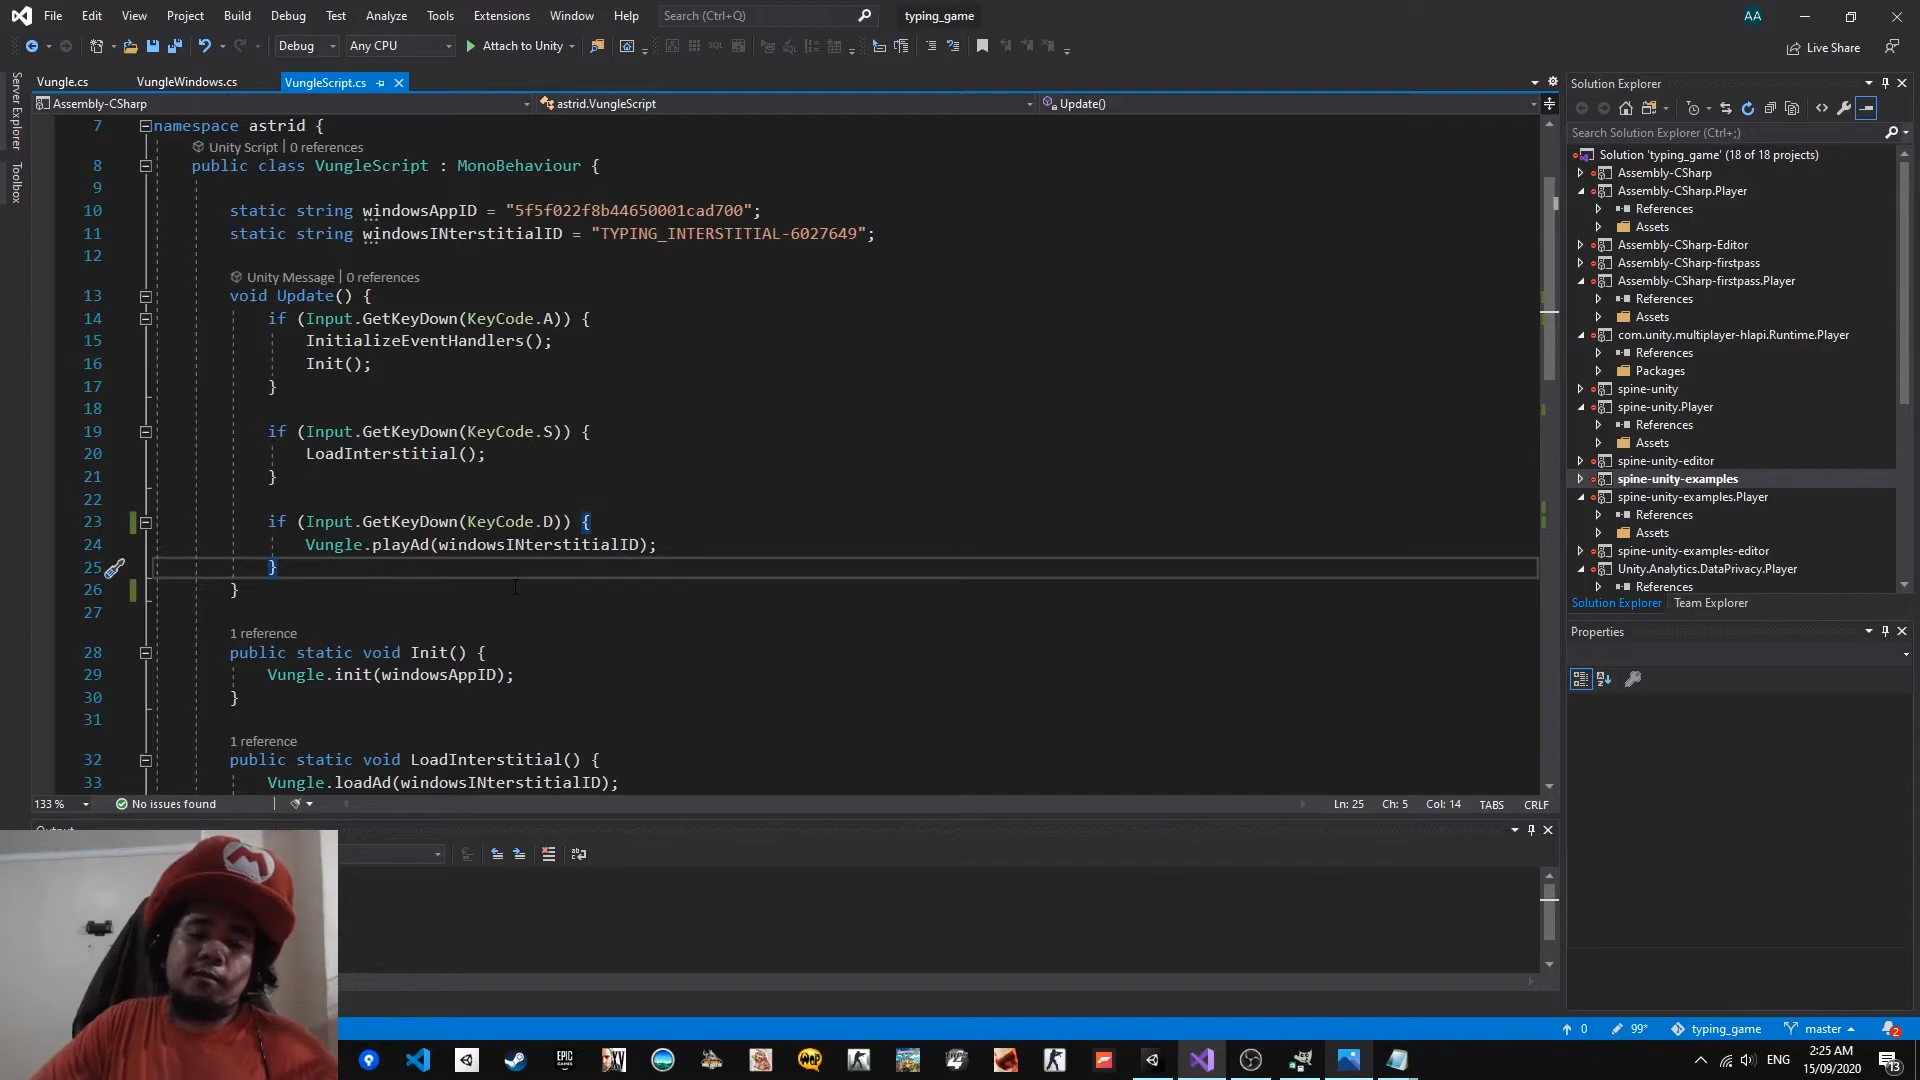 File Edit View Project Build Debug Test Analyze Tools Extensions Window Help Search (Ctrl+Q) typing_game AA
Debug Any CPU Attach to Unity Live Share
Vungle.cs VungleWindows.cs VungleScript.cs
Assembly-CSharp astrid.VungleScript Update()
Server Explorer
Toolbox
7 namespace astrid {
Unity Script | 0 references
8 public class VungleScript : MonoBehaviour {
9
10 static string windowsAppID = "5f5f022f8b44650001cad700";
11 static string windowsINterstitialID = "TYPING_INTERSTITIAL-6027649";
12
Unity Message | 0 references
13 void Update() {
14 if (Input.GetKeyDown(KeyCode.A)) {
15 InitializeEventHandlers();
16 Init();
17 }
18
19 if (Input.GetKeyDown(KeyCode.S)) {
20 LoadInterstitial();
21 }
22
23 if (Input.GetKeyDown(KeyCode.D)) {
24 Vungle.playAd(windowsINterstitialID);
25 }
26 }
27
1 reference
28 public static void Init() {
29 Vungle.init(windowsAppID);
30 }
31
1 reference
32 public static void LoadInterstitial() {
33 Vungle.loadAd(windowsINterstitialID);
133 % No issues found Ln: 25 Ch: 5 Col: 14 TABS CRLF
Output
Solution Explorer
Search Solution Explorer (Ctrl+;)
Solution 'typing_game' (18 of 18 projects)
Assembly-CSharp
Assembly-CSharp.Player
References
Assets
Assembly-CSharp-Editor
Assembly-CSharp-firstpass
Assembly-CSharp-firstpass.Player
References
Assets
com.unity.multiplayer-hlapi.Runtime.Player
References
Packages
spine-unity
spine-unity.Player
References
Assets
spine-unity-editor
spine-unity-examples
spine-unity-examples.Player
References
Assets
spine-unity-examples-editor
Unity.Analytics.DataPrivacy.Player
References
Solution Explorer Team Explorer
Properties
0 99* typing_game master 2
ENG 2:25 AM
15/09/2020 13